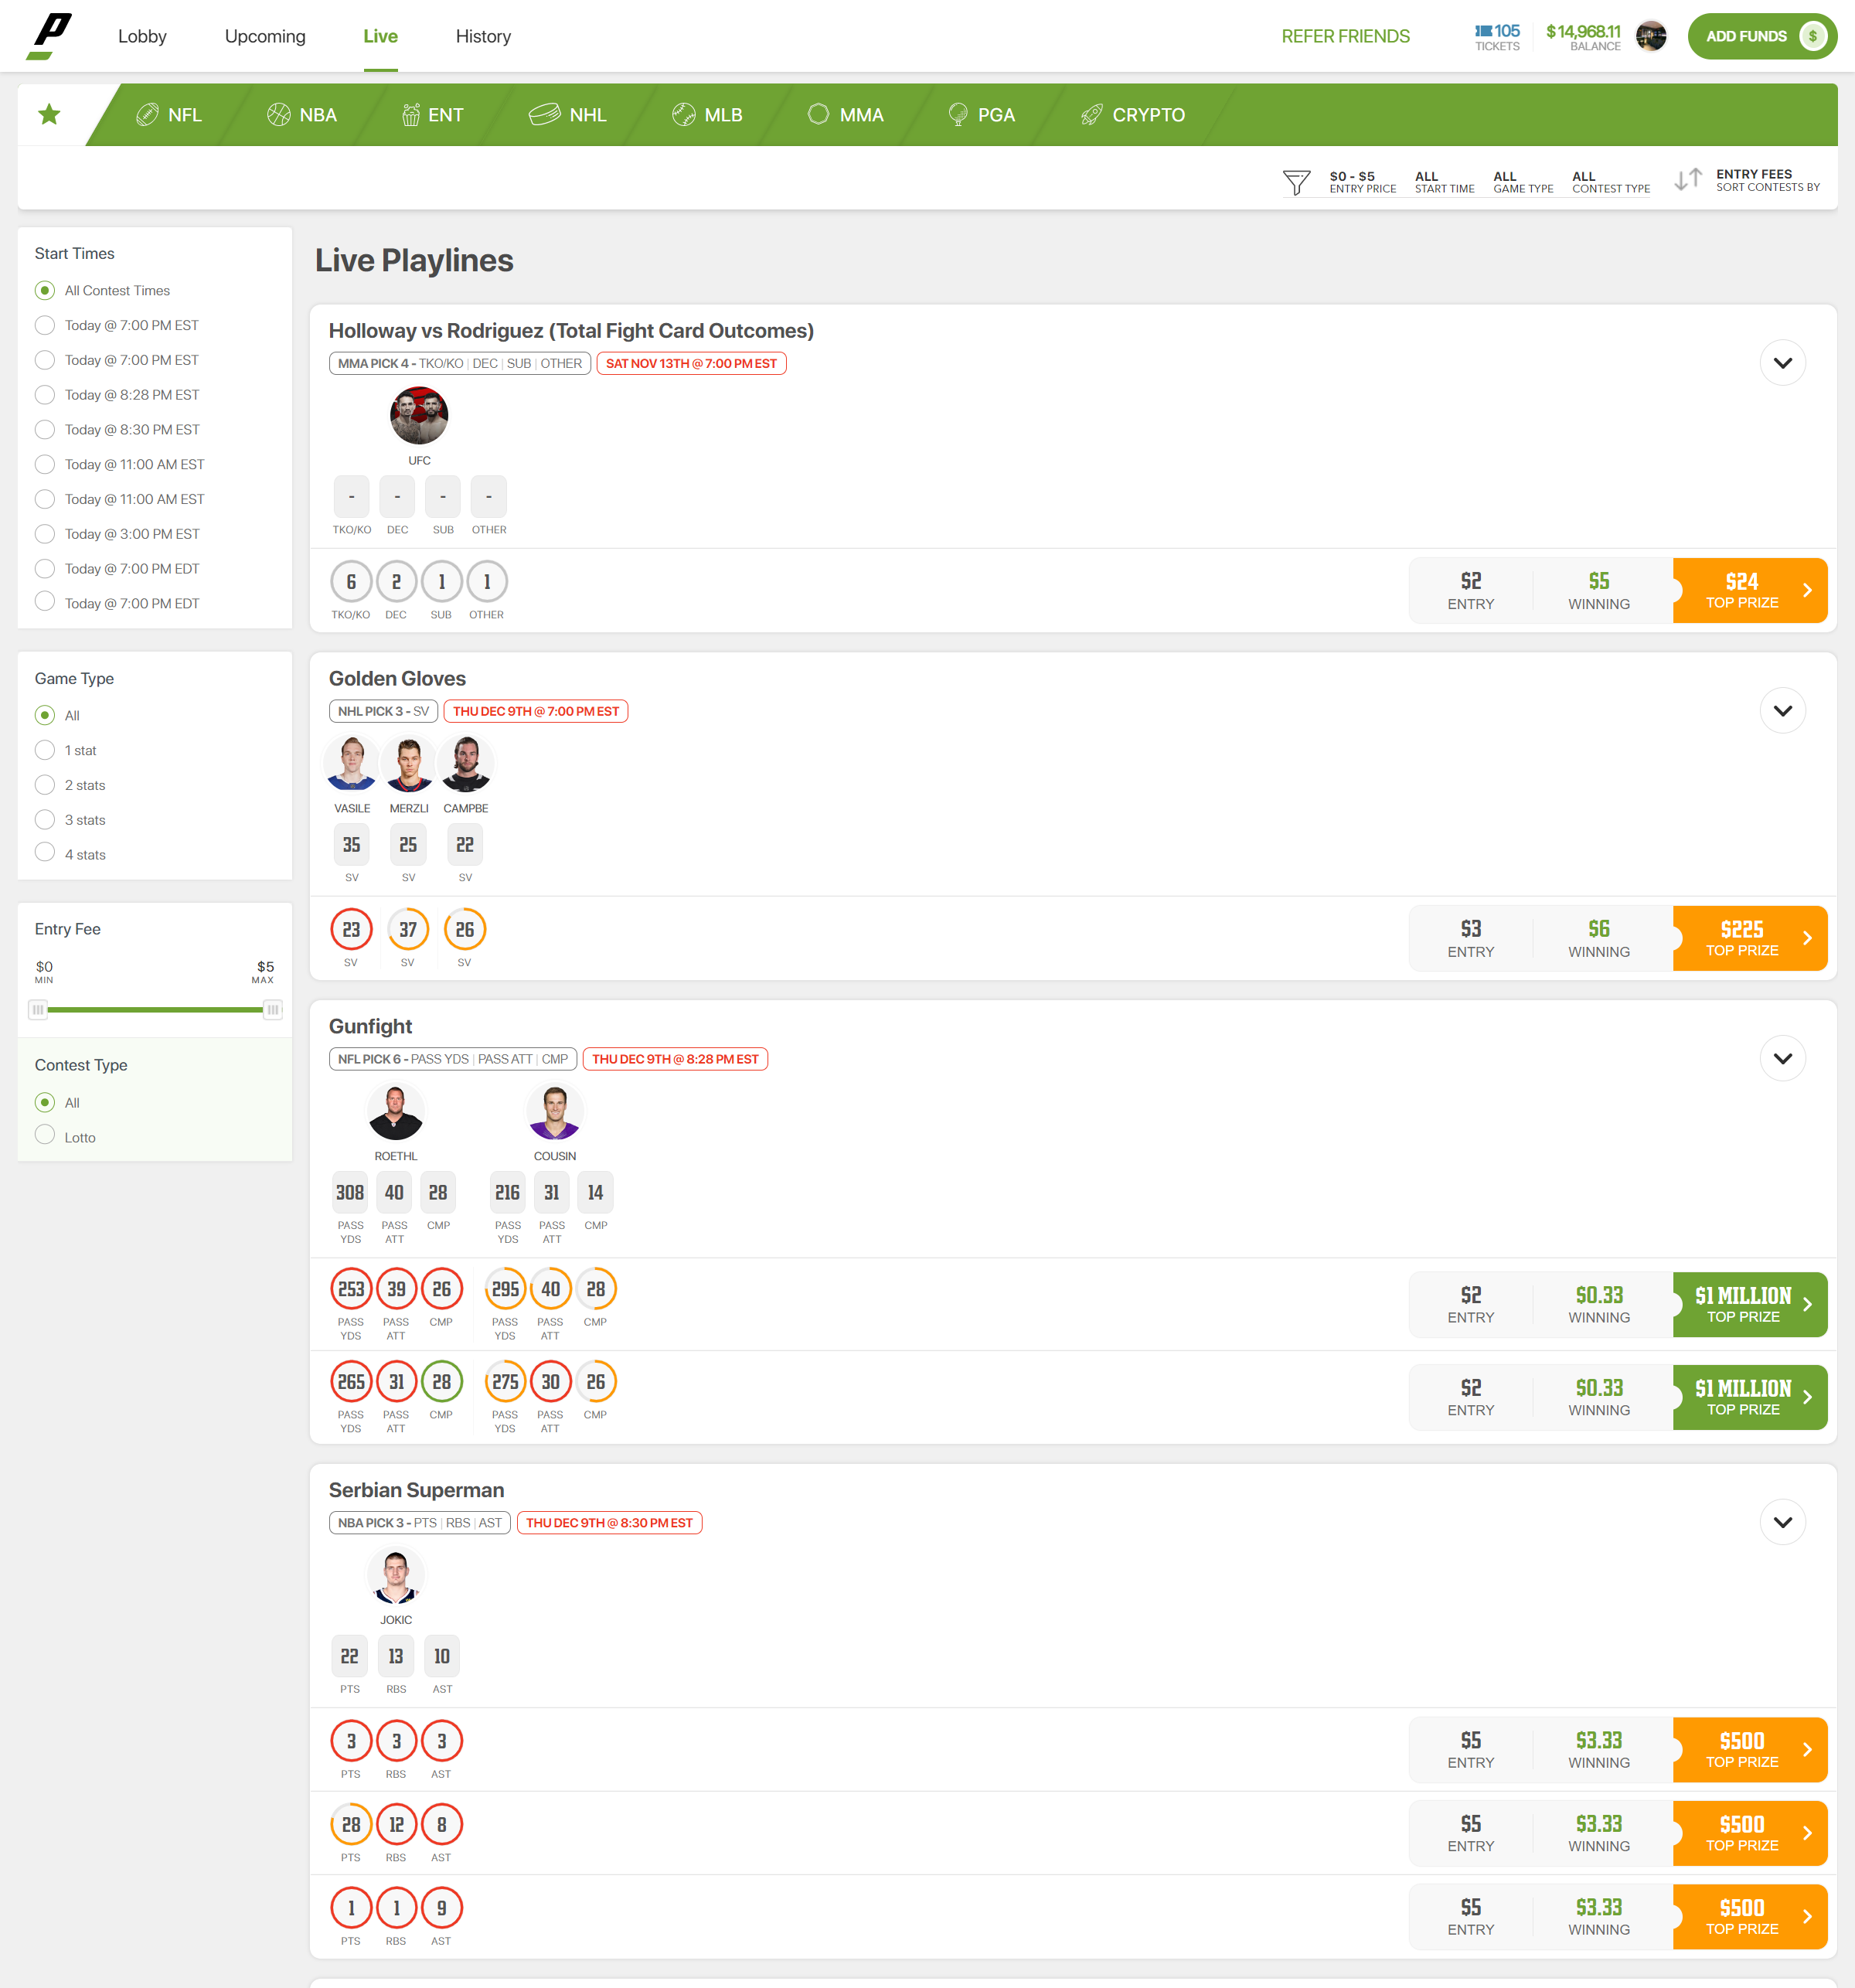 Lobby
Upcoming
Live
History
REFER FRIENDS
105
TICKETS
$ 14,968.11
BALANCE
ADD FUNDS $
NFL
NBA
ENT
NHL
MLB
MMA
PGA
CRYPTO
$0 - $5
ENTRY PRICE
ALL
START TIME
ALL
GAME TYPE
ALL
CONTEST TYPE
ENTRY FEES
SORT CONTESTS BY
Start Times
All Contest Times
Today @ 7:00 PM EST
Today @ 7:00 PM EST
Today @ 8:28 PM EST
Today @ 8:30 PM EST
Today @ 11:00 AM EST
Today @ 11:00 AM EST
Today @ 3:00 PM EST
Today @ 7:00 PM EDT
Today @ 7:00 PM EDT
Game Type
All
1 stat
2 stats
3 stats
4 stats
Entry Fee
$0 $5
MIN MAX
Contest Type
All
Lotto
Live Playlines
Holloway vs Rodriguez (Total Fight Card Outcomes)
MMA PICK 4 - TKO/KO | DEC | SUB | OTHER SAT NOV 13TH @ 7:00 PM EST
UFC
- - - -
TKO/KO DEC SUB OTHER
6 2 1 1
TKO/KO DEC SUB OTHER
$2 $5 $24
ENTRY WINNING TOP PRIZE
Golden Gloves
NHL PICK 3 - SV THU DEC 9TH @ 7:00 PM EST
VASILE MERZLI CAMPBE
35 25 22
SV SV SV
23 37 26
SV SV SV
$3 $6 $225
ENTRY WINNING TOP PRIZE
Gunfight
NFL PICK 6 - PASS YDS | PASS ATT | CMP THU DEC 9TH @ 8:28 PM EST
ROETHL COUSIN
308 40 28 216 31 14
PASS PASS CMP PASS PASS CMP
YDS ATT YDS ATT
253 39 26 295 40 28
PASS PASS CMP PASS PASS CMP
YDS ATT YDS ATT
$2 $0.33 $1 MILLION
ENTRY WINNING TOP PRIZE
265 31 28 275 30 26
PASS PASS CMP PASS PASS CMP
YDS ATT YDS ATT
$2 $0.33 $1 MILLION
ENTRY WINNING TOP PRIZE
Serbian Superman
NBA PICK 3 - PTS | RBS | AST THU DEC 9TH @ 8:30 PM EST
JOKIC
22 13 10
PTS RBS AST
3 3 3
PTS RBS AST
$5 $3.33 $500
ENTRY WINNING TOP PRIZE
28 12 8
PTS RBS AST
$5 $3.33 $500
ENTRY WINNING TOP PRIZE
1 1 9
PTS RBS AST
$5 $3.33 $500
ENTRY WINNING TOP PRIZE